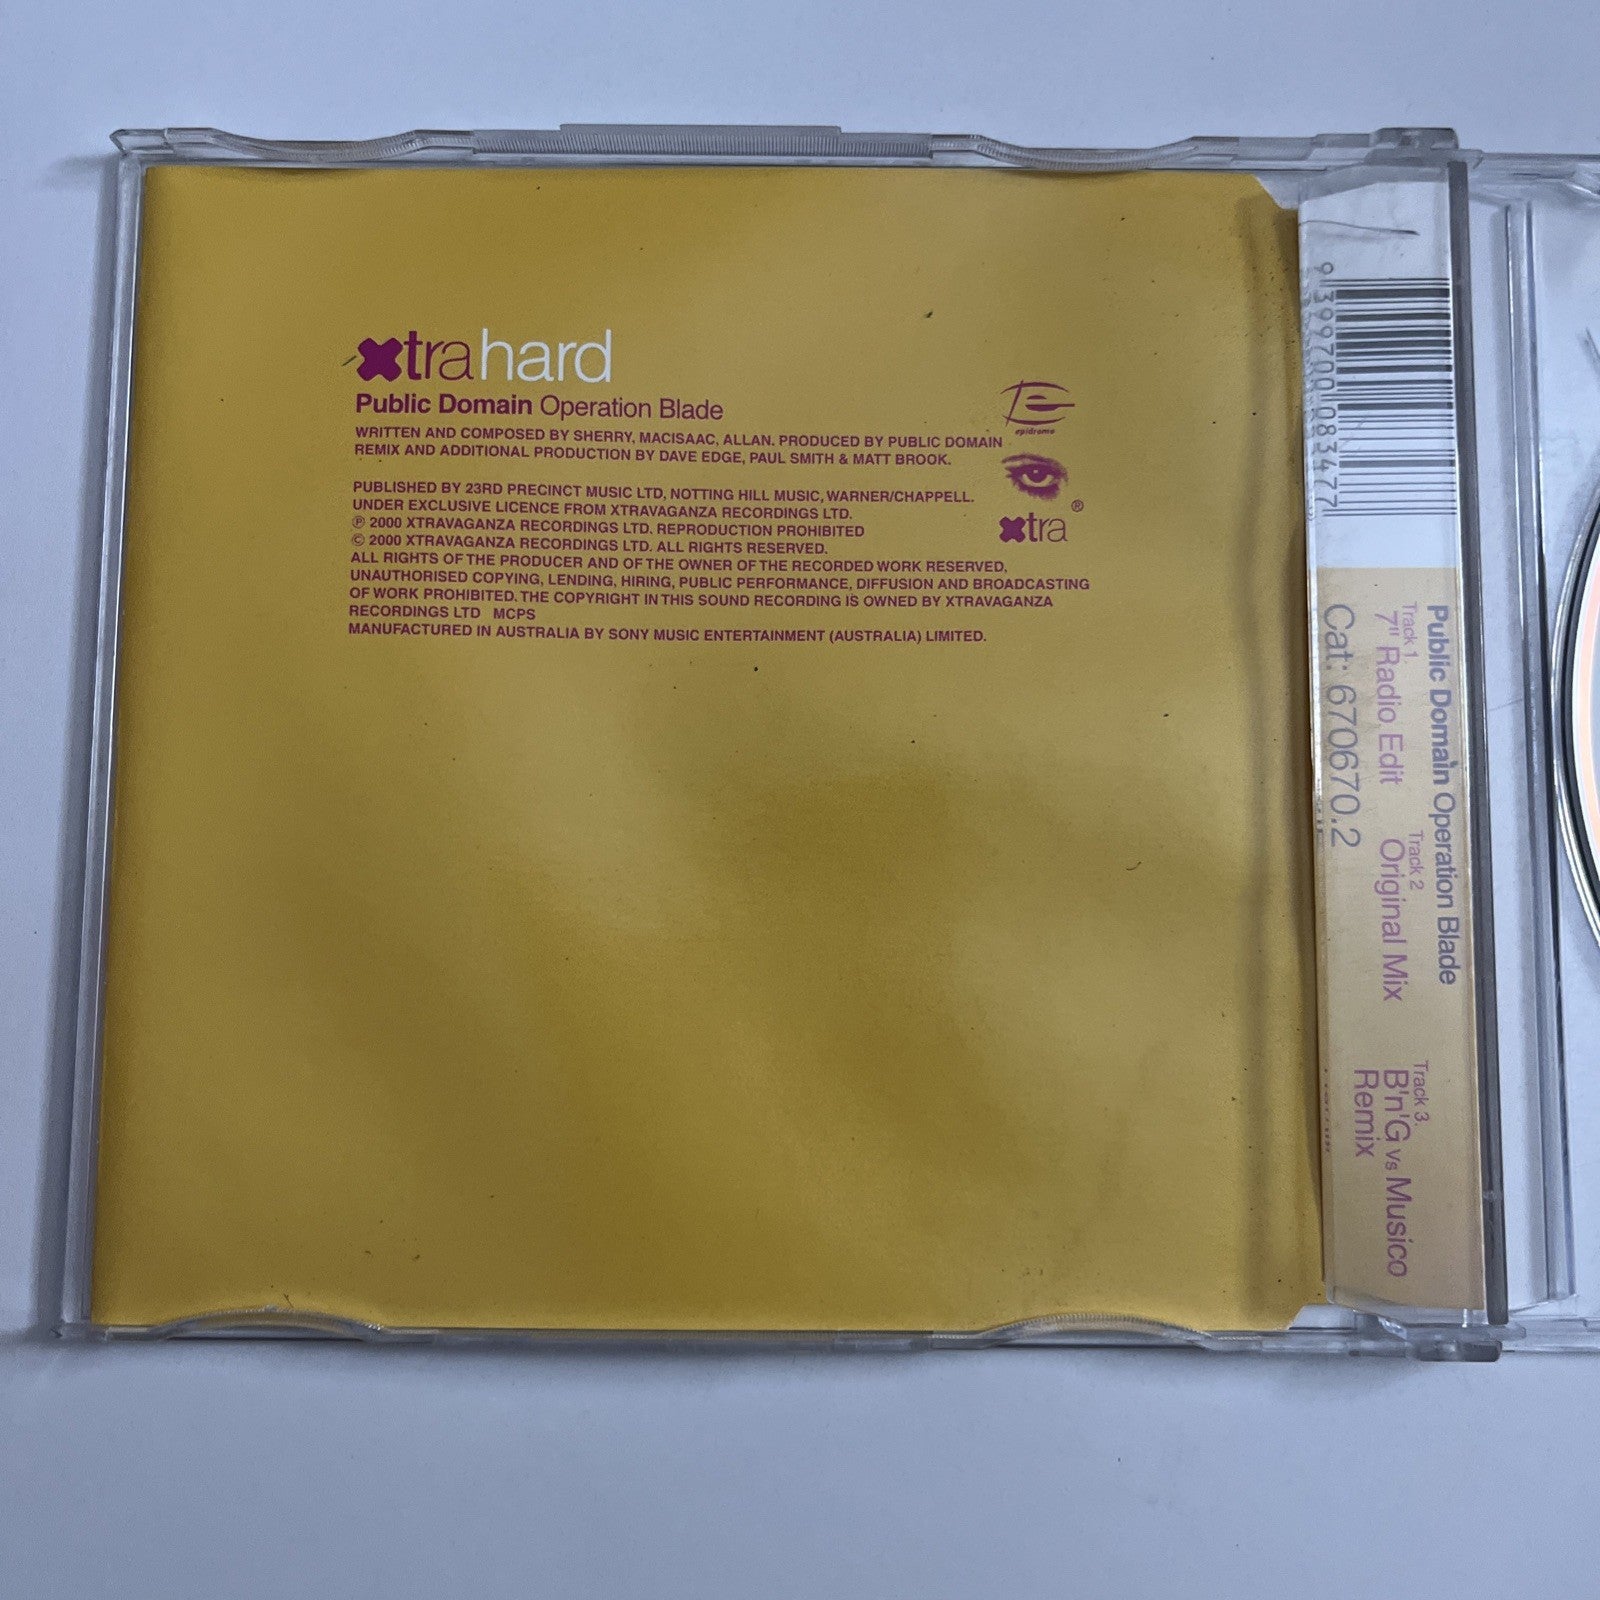 xtrahard
Public Domain Operation Blade
WRITTEN AND COMPOSED BY SHERRY, MACISAAC, ALLAN. PRODUCED BY PUBLIC DOMAIN
REMIX AND ADDITIONAL PRODUCTION BY DAVE EDGE, PAUL SMITH & MATT BROOK.
PUBLISHED BY 23RD PRECINCT MUSIC LTD, NOTTING HILL MUSIC, WARNER/CHAPPELL.
UNDER EXCLUSIVE LICENCE FROM XTRAVAGANZA RECORDINGS LTD.
℗ 2000 XTRAVAGANZA RECORDINGS LTD. REPRODUCTION PROHIBITED
© 2000 XTRAVAGANZA RECORDINGS LTD. ALL RIGHTS RESERVED.
ALL RIGHTS OF THE PRODUCER AND OF THE OWNER OF THE RECORDED WORK RESERVED,
UNAUTHORISED COPYING, LENDING, HIRING, PUBLIC PERFORMANCE, DIFFUSION AND BROADCASTING
OF WORK PROHIBITED. THE COPYRIGHT IN THIS SOUND RECORDING IS OWNED BY XTRAVAGANZA
RECORDINGS LTD MCPS
MANUFACTURED IN AUSTRALIA BY SONY MUSIC ENTERTAINMENT (AUSTRALIA) LIMITED.
epidrome
xtra®
9 399700 083477
Public Domain Operation Blade
Track 1.
7" Radio Edit
Track 2
Original Mix
Track 3.
B'n'G vs Musico
Remix
Cat: 670670.2